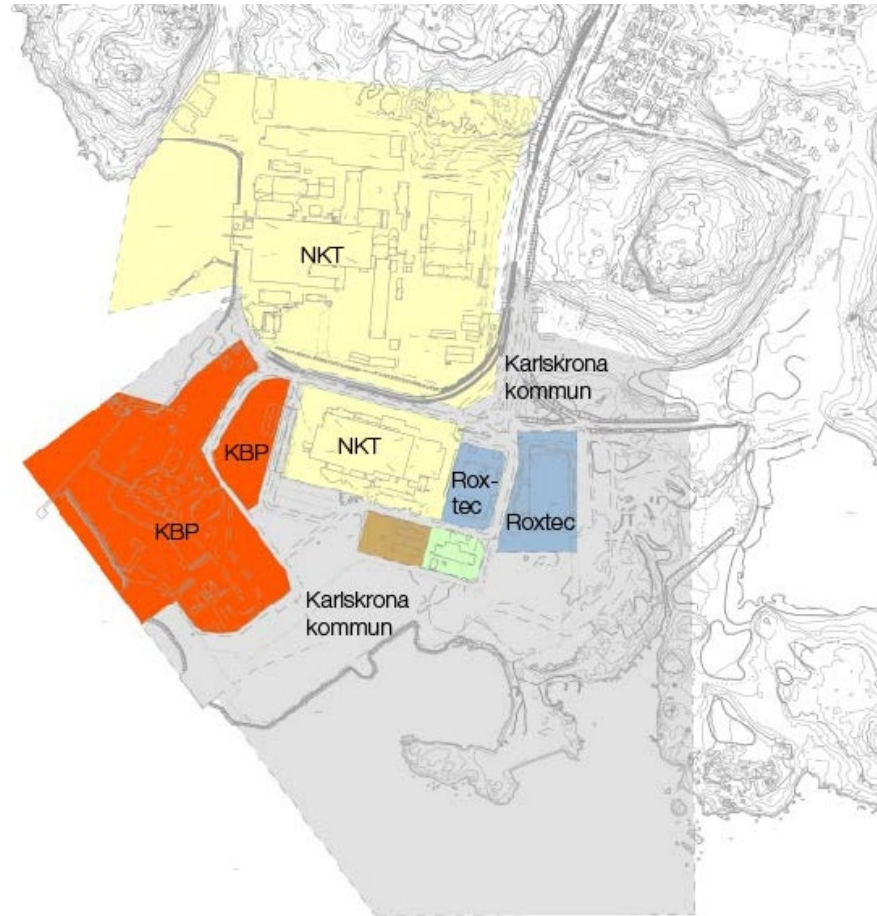 NKT
Karlskrona
kommun
KBP
NKT
Rox-
tec
Roxtec
KBP
Karlskrona
kommun